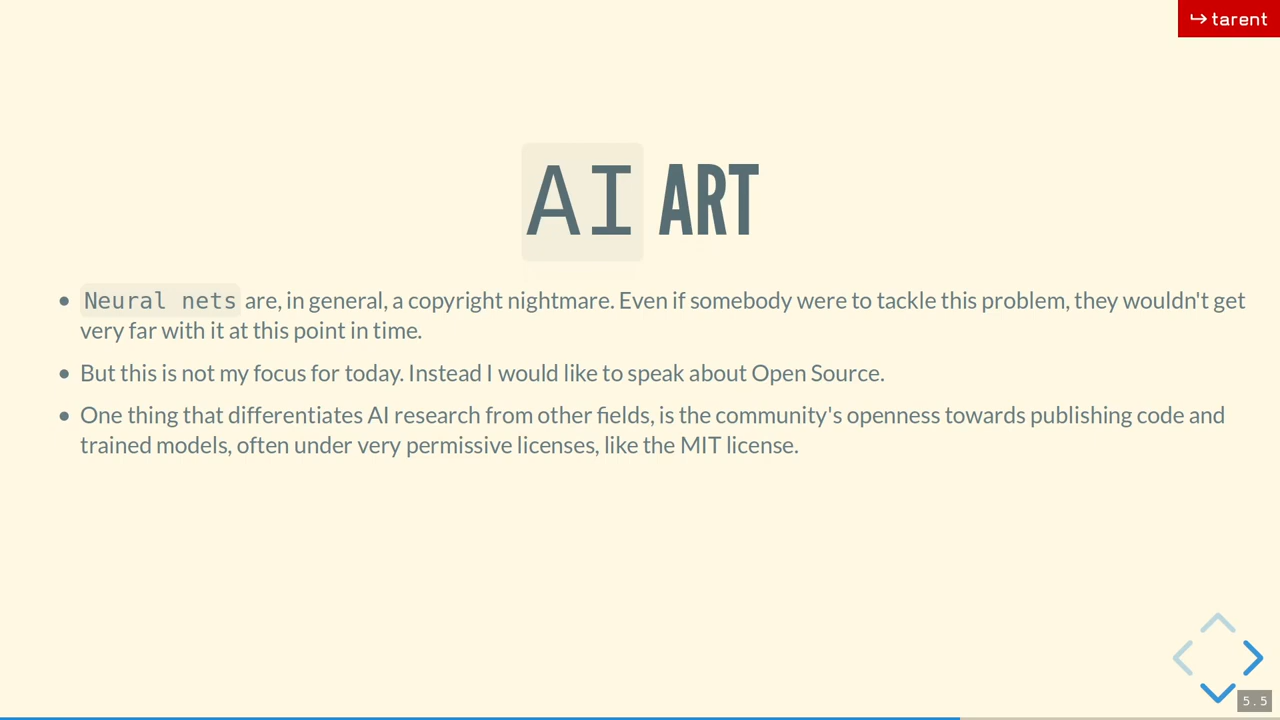 ↪ tarent
AI ART
• Neural nets are, in general, a copyright nightmare. Even if somebody were to tackle this problem, they wouldn't get
very far with it at this point in time.
• But this is not my focus for today. Instead I would like to speak about Open Source.
• One thing that differentiates AI research from other fields, is the community's openness towards publishing code and
trained models, often under very permissive licenses, like the MIT license.
5.5